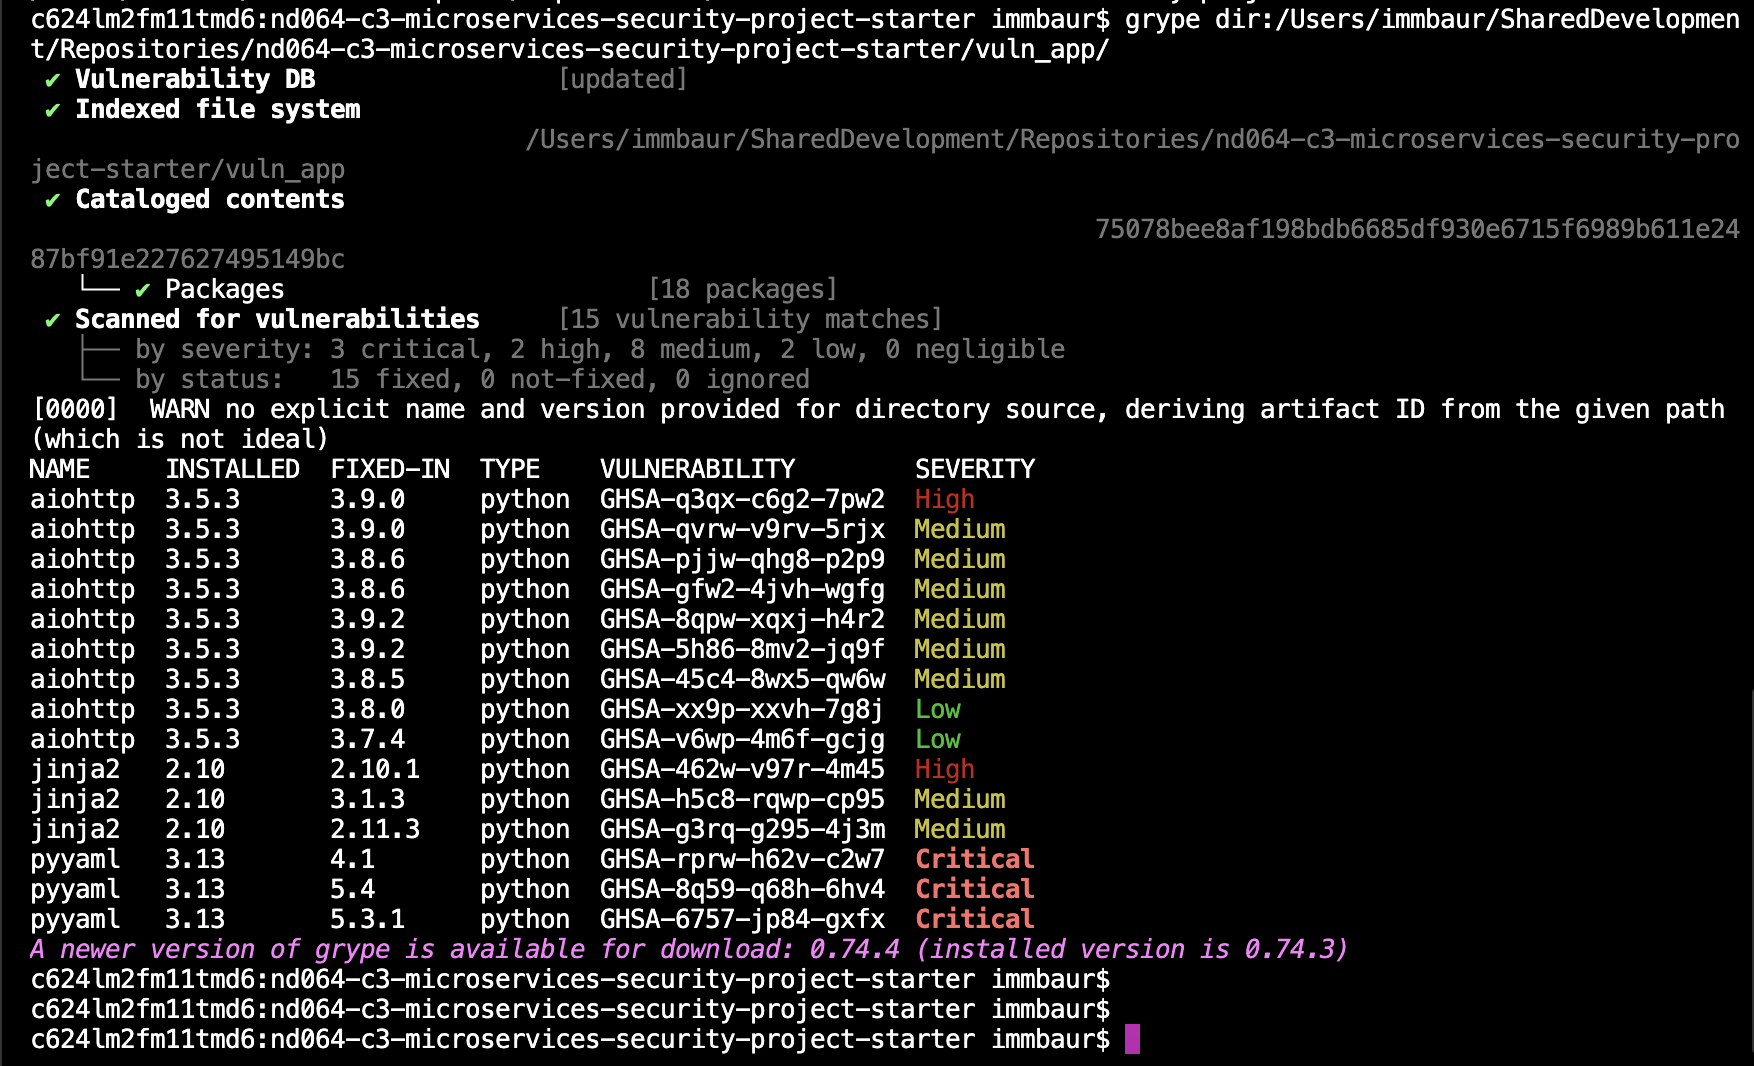 c624lm2fm11tmd6:nd064-c3-microservices-security-project-starter immbaur$ grype dir:/Users/immbaur/SharedDevelopmen
t/Repositories/nd064-c3-microservices-security-project-starter/vuln_app/
✔ Vulnerability DB [updated]
✔ Indexed file system
/Users/immbaur/SharedDevelopment/Repositories/nd064-c3-microservices-security-pro
ject-starter/vuln_app
✔ Cataloged contents
75078bee8af198bdb6685df930e6715f6989b611e24
87bf91e227627495149bc
└── ✔ Packages [18 packages]
✔ Scanned for vulnerabilities [15 vulnerability matches]
├── by severity: 3 critical, 2 high, 8 medium, 2 low, 0 negligible
└── by status: 15 fixed, 0 not-fixed, 0 ignored
[0000] WARN no explicit name and version provided for directory source, deriving artifact ID from the given path
(which is not ideal)
NAME INSTALLED FIXED-IN TYPE VULNERABILITY SEVERITY
aiohttp 3.5.3 3.9.0 python GHSA-q3qx-c6g2-7pw2 High
aiohttp 3.5.3 3.9.0 python GHSA-qvrw-v9rv-5rjx Medium
aiohttp 3.5.3 3.8.6 python GHSA-pjjw-qhg8-p2p9 Medium
aiohttp 3.5.3 3.8.6 python GHSA-gfw2-4jvh-wgfg Medium
aiohttp 3.5.3 3.9.2 python GHSA-8qpw-xqxj-h4r2 Medium
aiohttp 3.5.3 3.9.2 python GHSA-5h86-8mv2-jq9f Medium
aiohttp 3.5.3 3.8.5 python GHSA-45c4-8wx5-qw6w Medium
aiohttp 3.5.3 3.8.0 python GHSA-xx9p-xxvh-7g8j Low
aiohttp 3.5.3 3.7.4 python GHSA-v6wp-4m6f-gcjg Low
jinja2 2.10 2.10.1 python GHSA-462w-v97r-4m45 High
jinja2 2.10 3.1.3 python GHSA-h5c8-rqwp-cp95 Medium
jinja2 2.10 2.11.3 python GHSA-g3rq-g295-4j3m Medium
pyyaml 3.13 4.1 python GHSA-rprw-h62v-c2w7 Critical
pyyaml 3.13 5.4 python GHSA-8q59-q68h-6hv4 Critical
pyyaml 3.13 5.3.1 python GHSA-6757-jp84-gxfx Critical
A newer version of grype is available for download: 0.74.4 (installed version is 0.74.3)
c624lm2fm11tmd6:nd064-c3-microservices-security-project-starter immbaur$
c624lm2fm11tmd6:nd064-c3-microservices-security-project-starter immbaur$
c624lm2fm11tmd6:nd064-c3-microservices-security-project-starter immbaur$